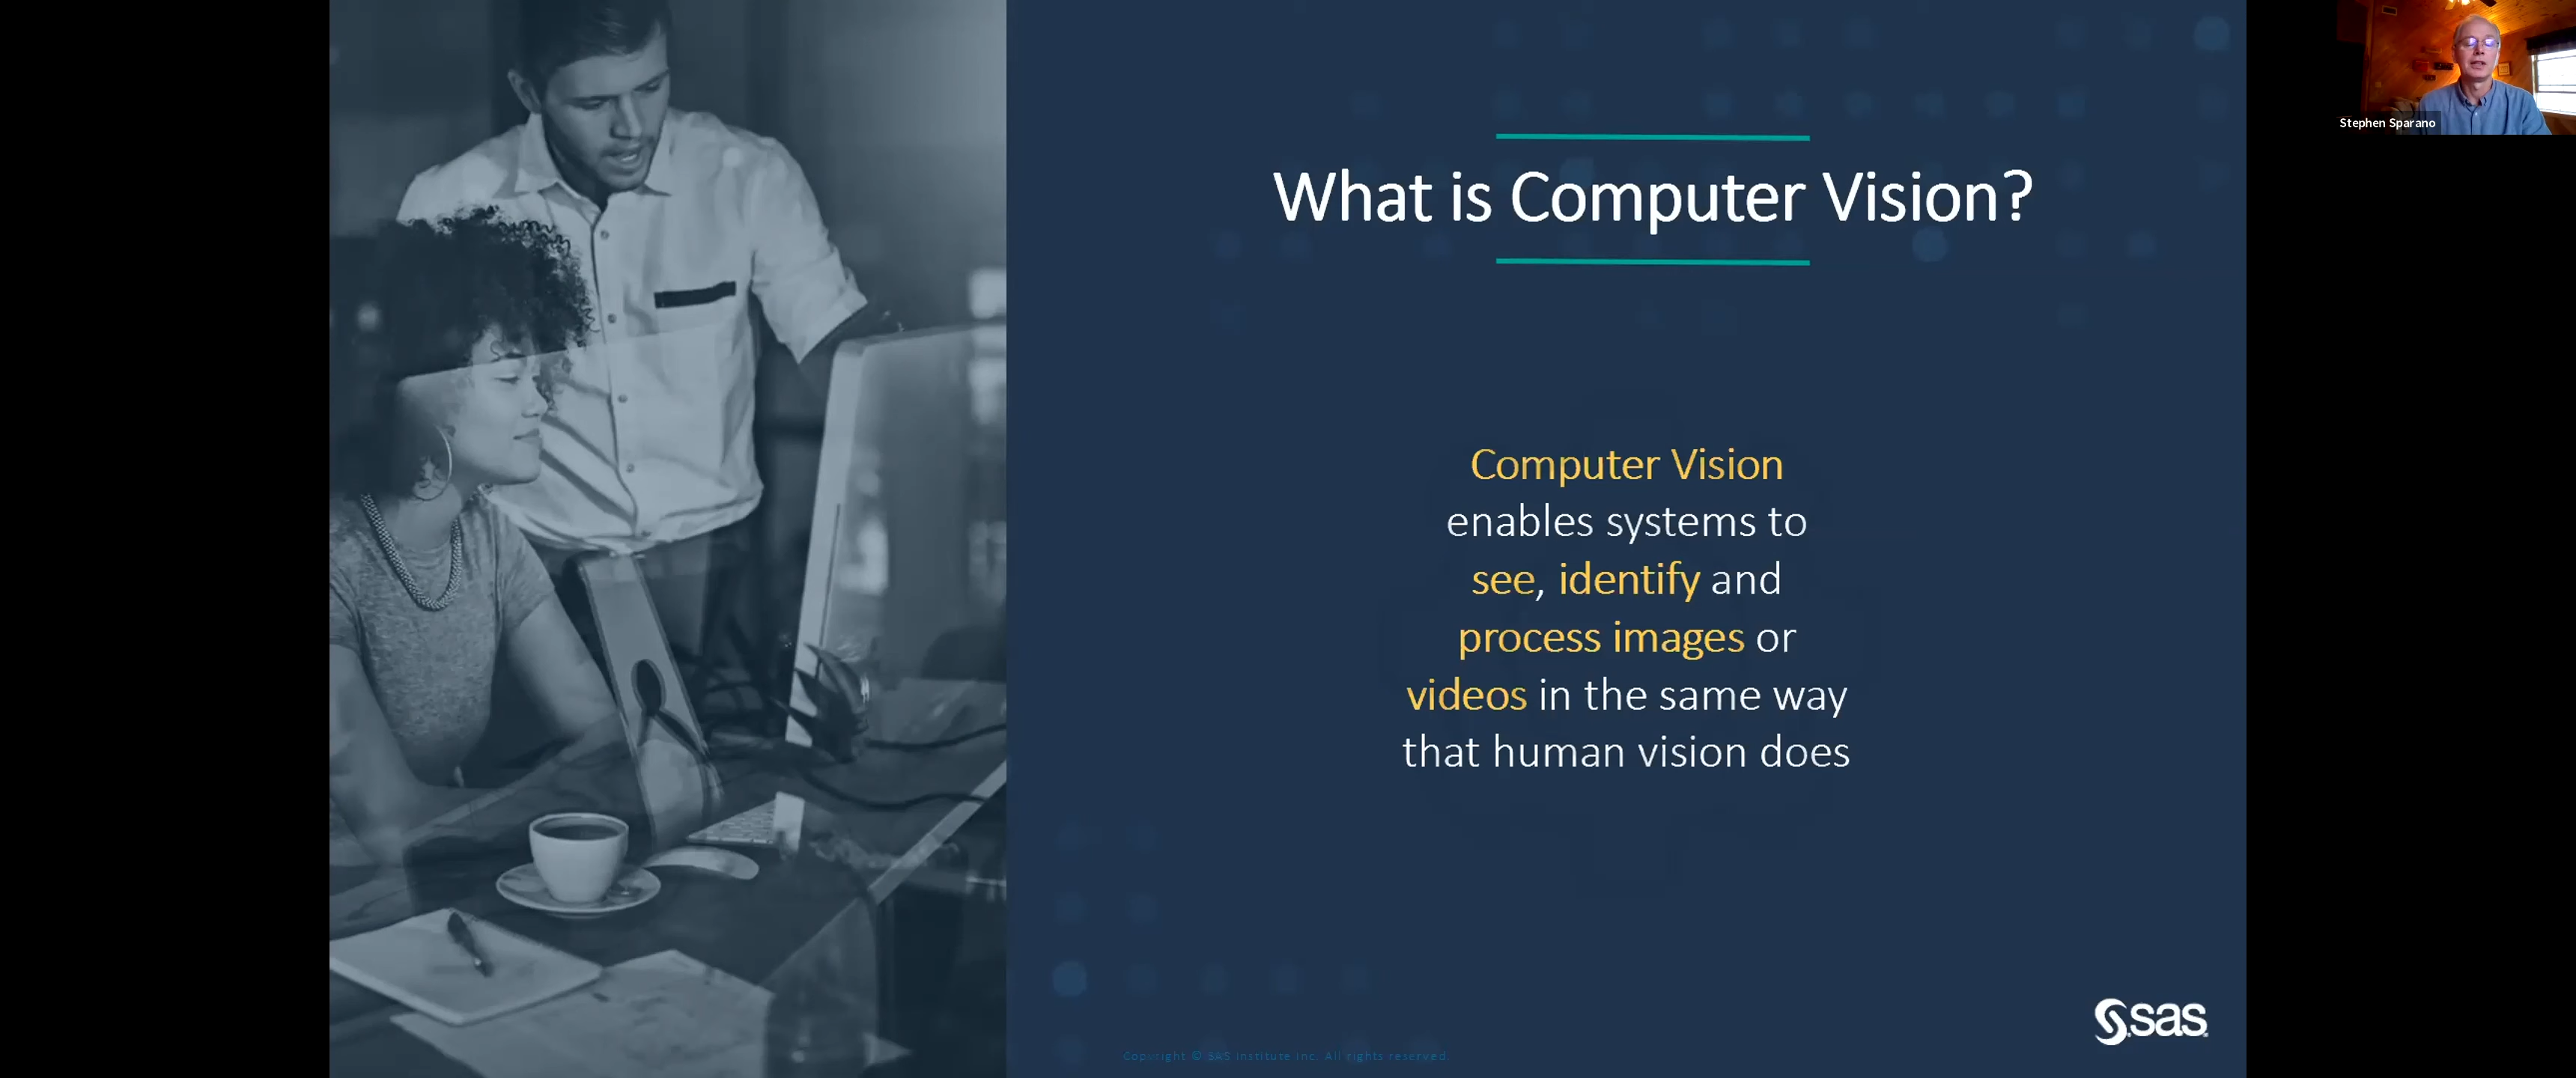 Stephen Sparano
What is Computer Vision?
Computer Vision
enables systems to
see, identify and
process images or
videos in the same way
that human vision does
sas
Copyright © SAS Institute Inc. All rights reserved.